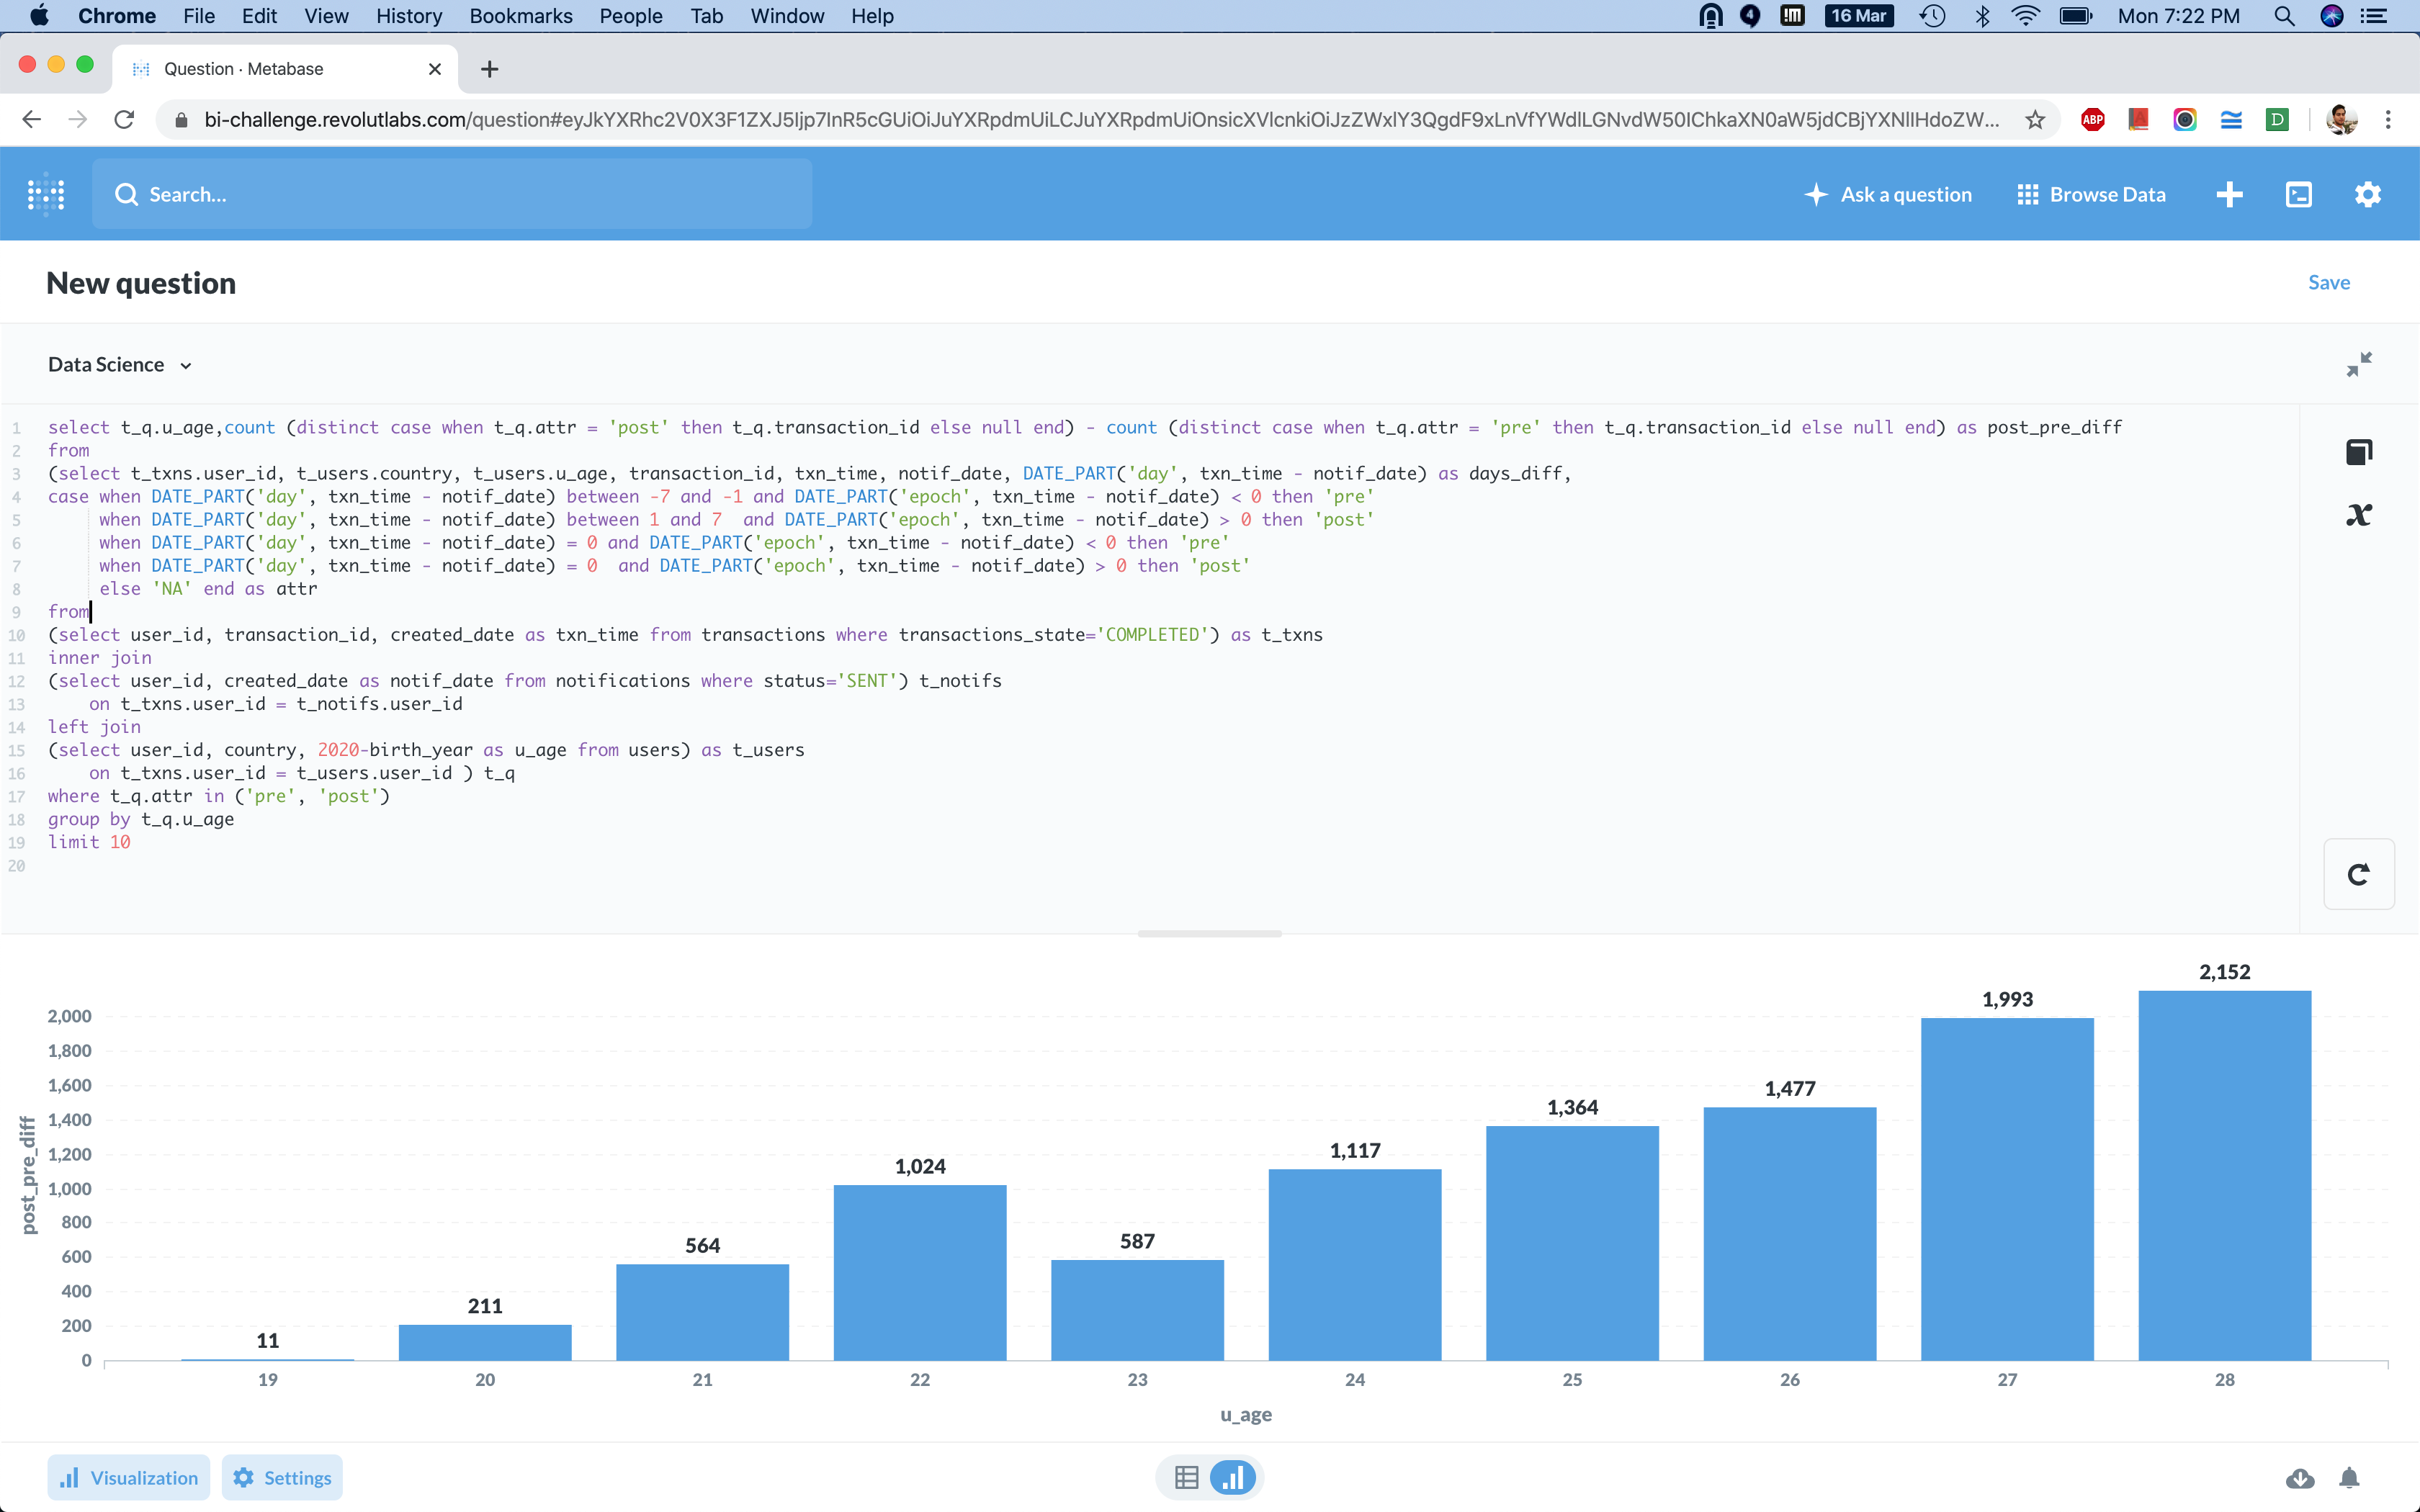 Chrome File Edit View History Bookmarks People Tab Window Help
4 16 Mar Mon 7:22 PM
Question · Metabase
bi-challenge.revolutlabs.com/question#eyJkYXRhc2V0X3F1ZXJ5Ijp7InR5cGUiOiJuYXRpdmUiLCJuYXRpdmUiOnsicXVlcnkiOiJzZWxlY3QgdF9xLnVfYWdlLGNvdW50IChkaXN0aW5jdCBjYXNlIHdoZW...
ABP
D
Search...
Ask a question
Browse Data
New question
Save
Data Science
1 select t_q.u_age,count (distinct case when t_q.attr = 'post' then t_q.transaction_id else null end) - count (distinct case when t_q.attr = 'pre' then t_q.transaction_id else null end) as post_pre_diff
2 from
3 (select t_txns.user_id, t_users.country, t_users.u_age, transaction_id, txn_time, notif_date, DATE_PART('day', txn_time - notif_date) as days_diff,
4 case when DATE_PART('day', txn_time - notif_date) between -7 and -1 and DATE_PART('epoch', txn_time - notif_date) < 0 then 'pre'
5 when DATE_PART('day', txn_time - notif_date) between 1 and 7  and DATE_PART('epoch', txn_time - notif_date) > 0 then 'post'
6 when DATE_PART('day', txn_time - notif_date) = 0 and DATE_PART('epoch', txn_time - notif_date) < 0 then 'pre'
7 when DATE_PART('day', txn_time - notif_date) = 0  and DATE_PART('epoch', txn_time - notif_date) > 0 then 'post'
8 else 'NA' end as attr
9 from
10 (select user_id, transaction_id, created_date as txn_time from transactions where transactions_state='COMPLETED') as t_txns
11 inner join
12 (select user_id, created_date as notif_date from notifications where status='SENT') t_notifs
13 on t_txns.user_id = t_notifs.user_id
14 left join
15 (select user_id, country, 2020-birth_year as u_age from users) as t_users
16 on t_txns.user_id = t_users.user_id ) t_q
17 where t_q.attr in ('pre', 'post')
18 group by t_q.u_age
19 limit 10
20
x
post_pre_diff
2,000
1,800
1,600
1,400
1,200
1,000
800
600
400
200
0
11
211
564
1,024
587
1,117
1,364
1,477
1,993
2,152
19 20 21 22 23 24 25 26 27 28
u_age
Visualization
Settings